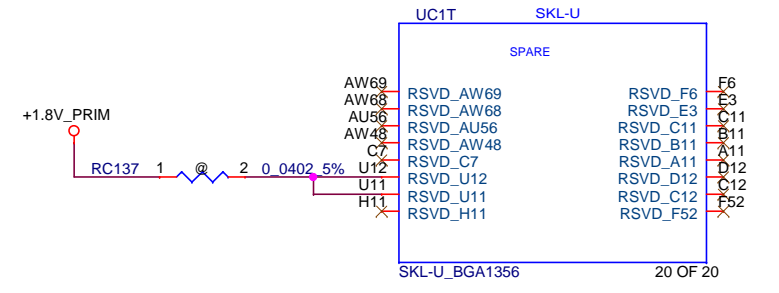 UC1T
SKL-U
SPARE
+1.8V_PRIM
RC137
1
@
2
0_0402_5%
AW69
RSVD_AW69
AW68
RSVD_AW68
AU56
RSVD_AU56
AW48
RSVD_AW48
C7
RSVD_C7
U12
RSVD_U12
U11
RSVD_U11
H11
RSVD_H11
RSVD_F6
F6
RSVD_E3
E3
RSVD_C11
C11
RSVD_B11
B11
RSVD_A11
A11
RSVD_D12
D12
RSVD_C12
C12
RSVD_F52
F52
SKL-U_BGA1356
20 OF 20